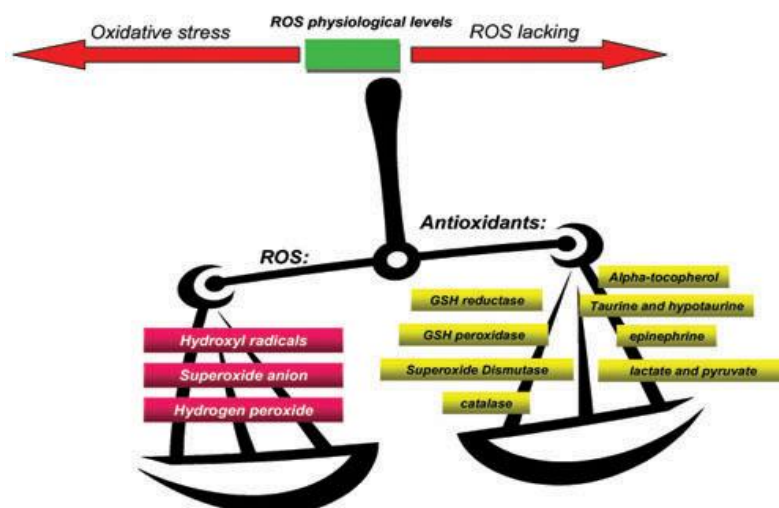 ROS physiological levels
Oxidative stress
ROS lacking
Antioxidants:
ROS:
Hydroxyl radicals
Superoxide anion
Hydrogen peroxide
GSH reductase
GSH peroxidase
Superoxide Dismutase
catalase
Alpha-tocopherol
Taurine and hypotaurine
epinephrine
lactate and pyruvate